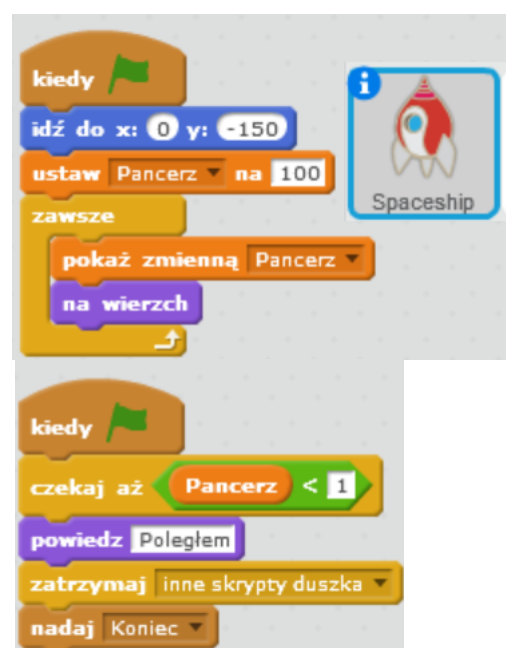 kiedy
idź do x: 0 y: -150
ustaw Pancerz na 100
zawsze
pokaż zmienną Pancerz
na wierzch
i
Spaceship
kiedy
czekaj aż Pancerz < 1
powiedz Poległem
zatrzymaj inne skrypty duszka
nadaj Koniec